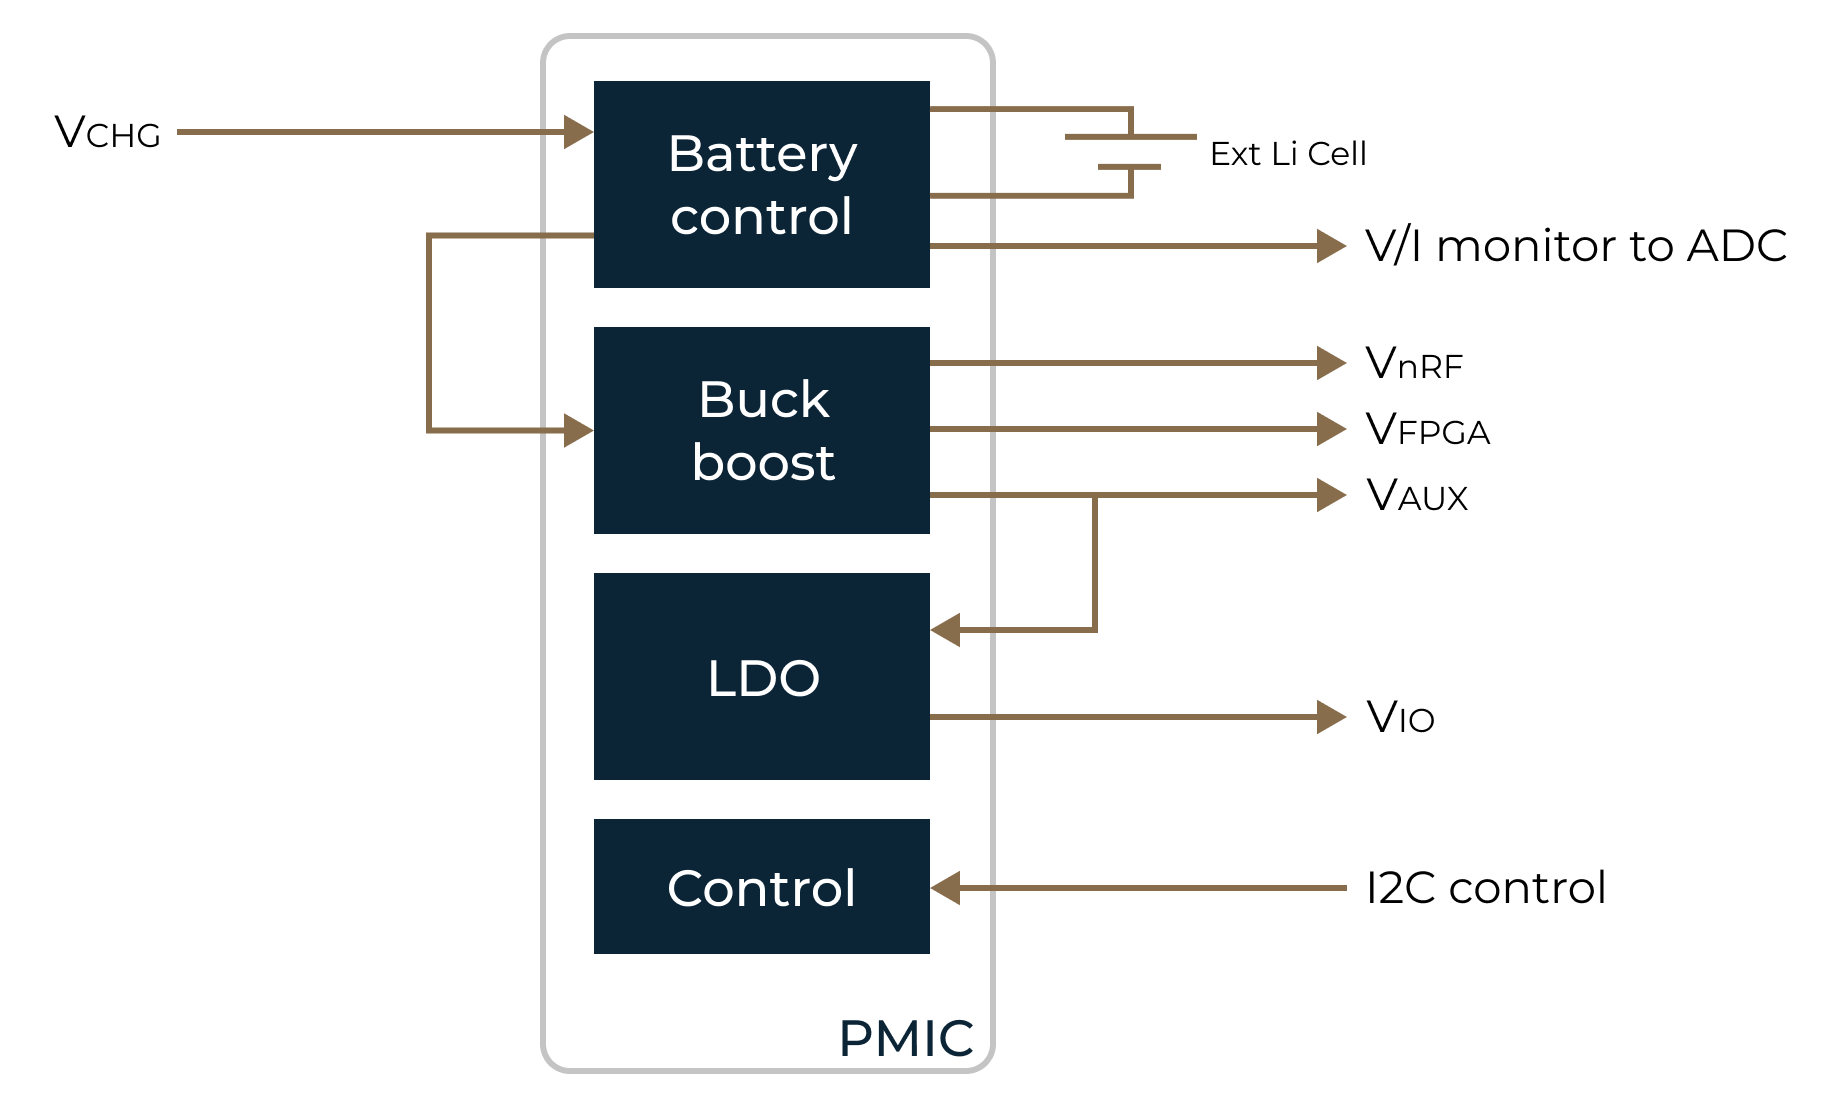 VCHG
Battery
control
Ext Li Cell
V/I monitor to ADC
Buck
boost
VnRF
VFPGA
VAUX
LDO
VIO
Control
I2C control
PMIC